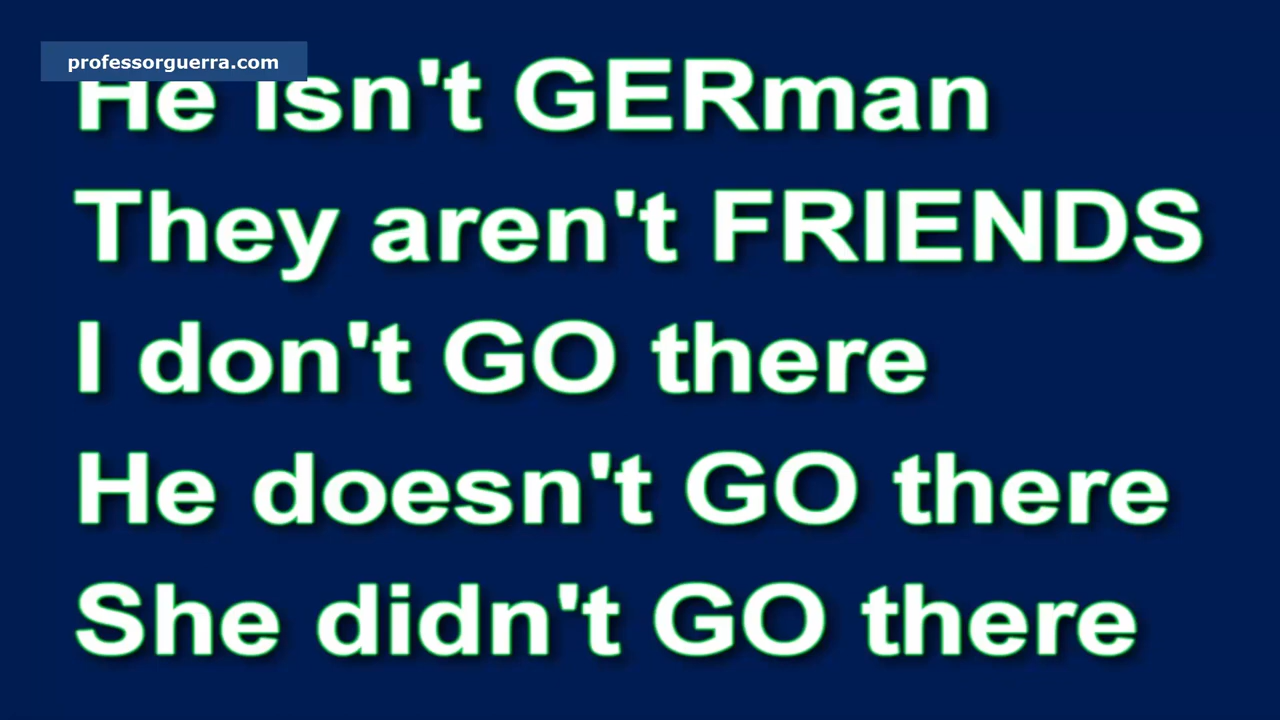 professorguerra.com
He isn't GERman
They aren't FRIENDS
I don't GO there
He doesn't GO there
She didn't GO there